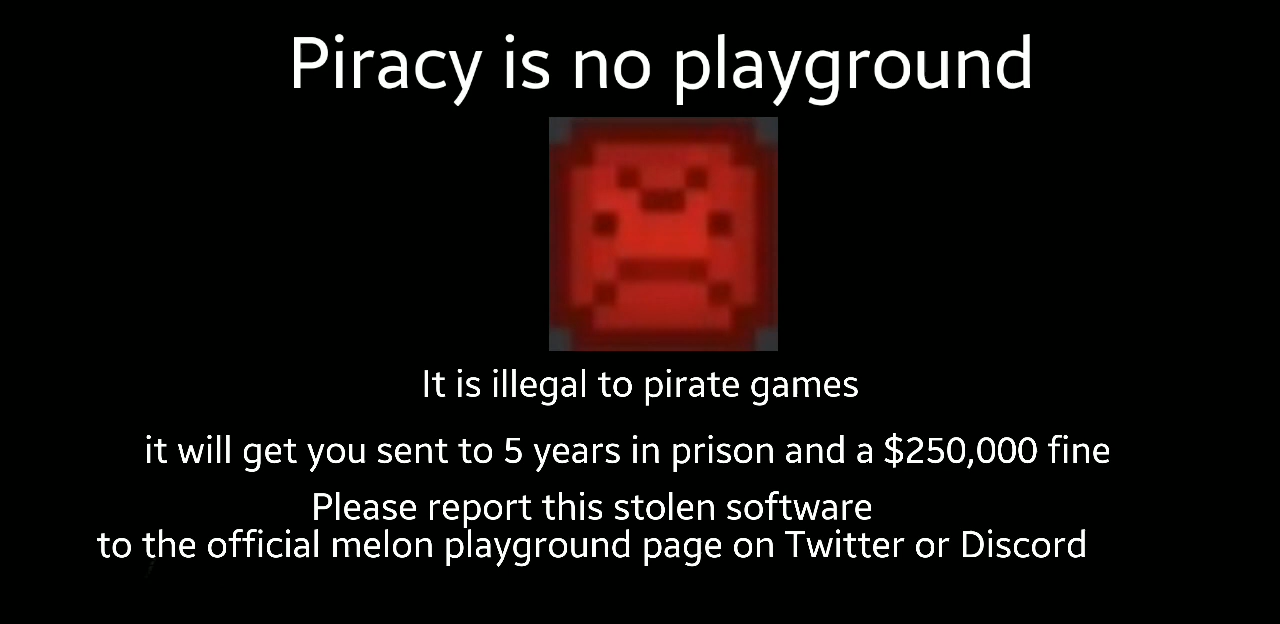 Piracy is no playground
It is illegal to pirate games
it will get you sent to 5 years in prison and a $250,000 fine
Please report this stolen software
to the official melon playground page on Twitter or Discord